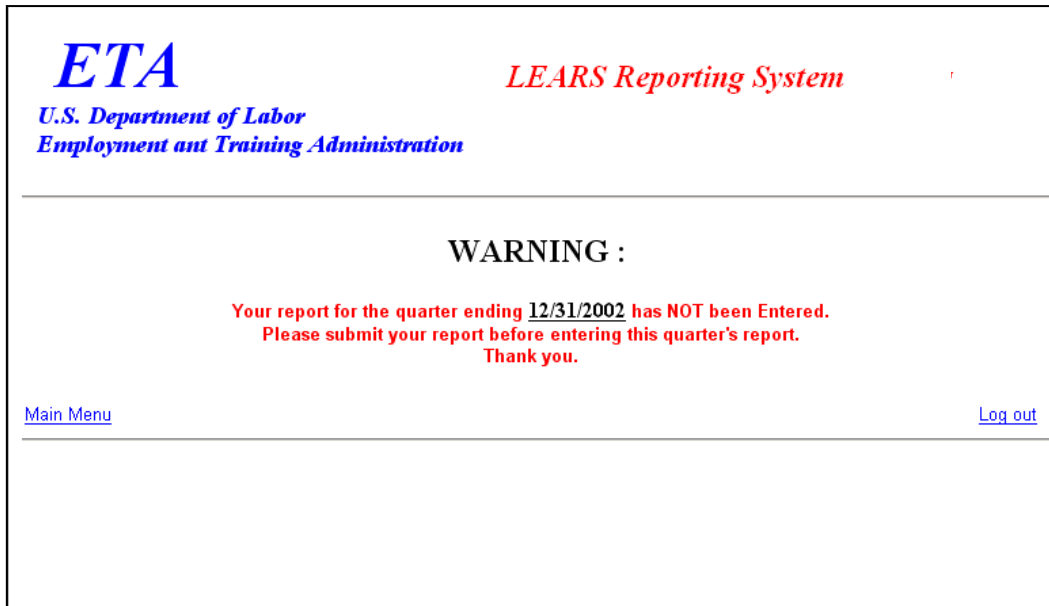 ETA
LEARS Reporting System
U.S. Department of Labor
Employment ant Training Administration
WARNING :
Your report for the quarter ending 12/31/2002 has NOT been Entered.
Please submit your report before entering this quarter's report.
Thank you.
Main Menu
Log out